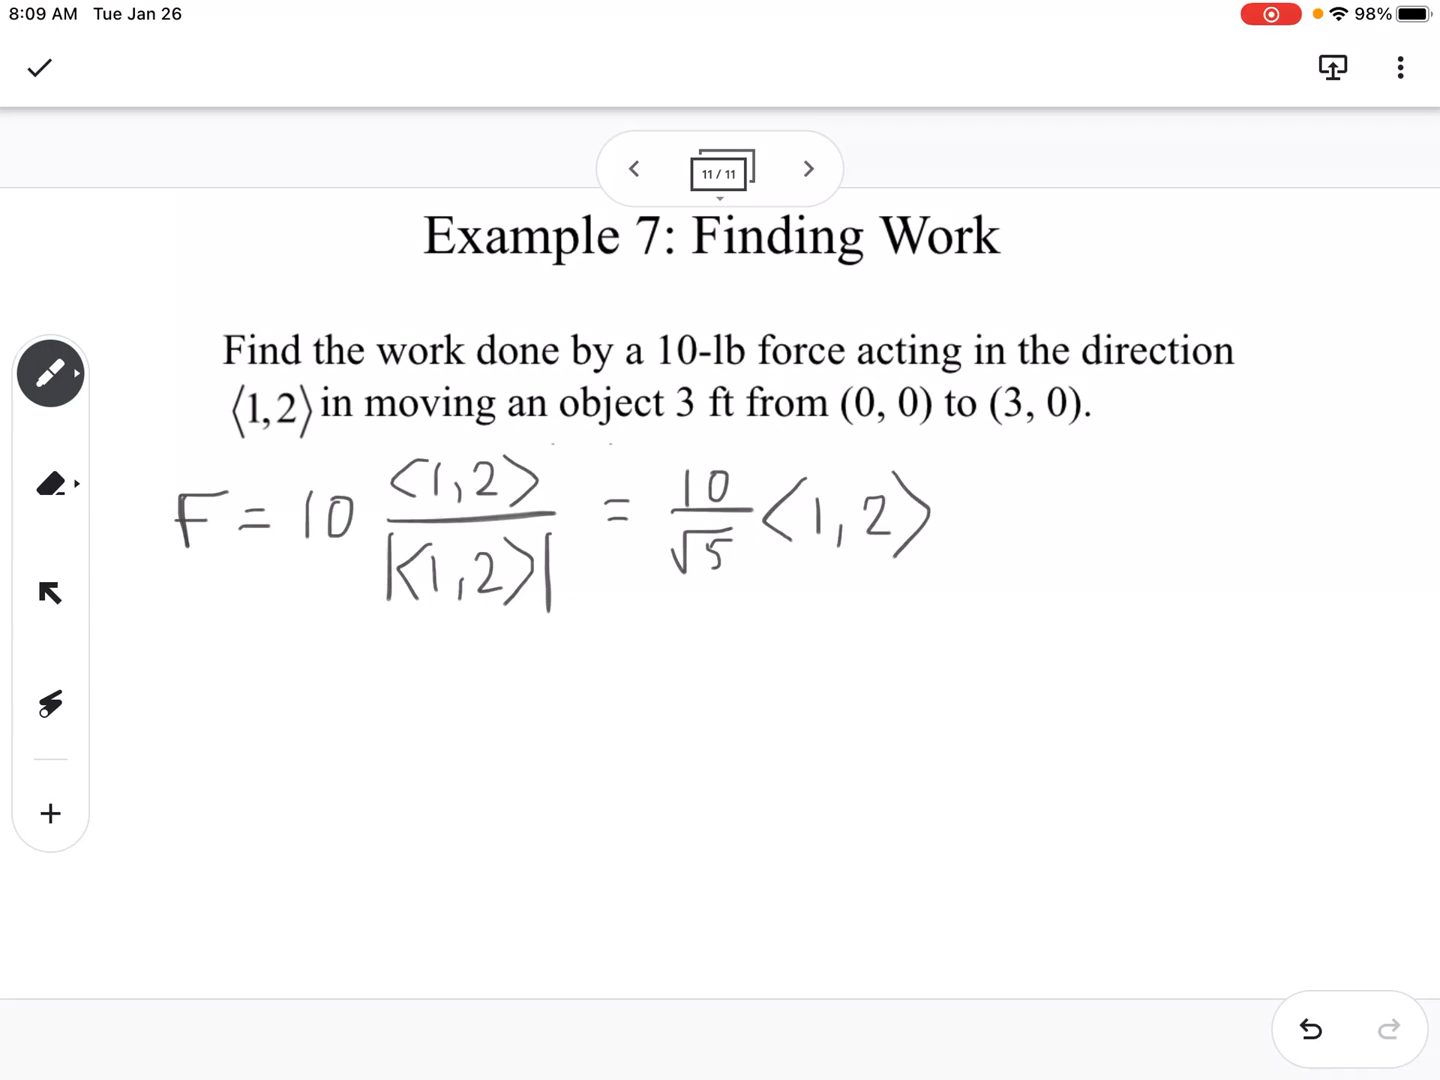 8:09 AM Tue Jan 26
98%
11 / 11
Example 7: Finding Work
Find the work done by a 10-lb force acting in the direction
⟨1,2⟩ in moving an object 3 ft from (0, 0) to (3, 0).
F = 10 <1,2> / |<1,2>| = 10/√5 <1,2>